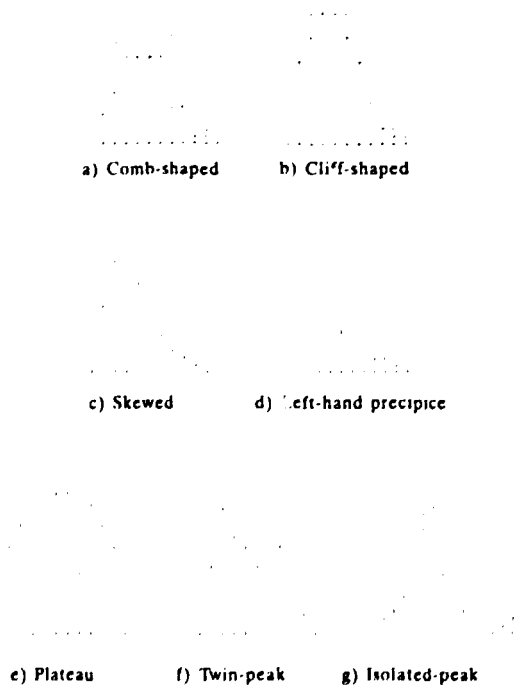 a) Comb-shaped
b) Cliff-shaped
c) Skewed
d) Left-hand precipice
e) Plateau
f) Twin-peak
g) Isolated-peak